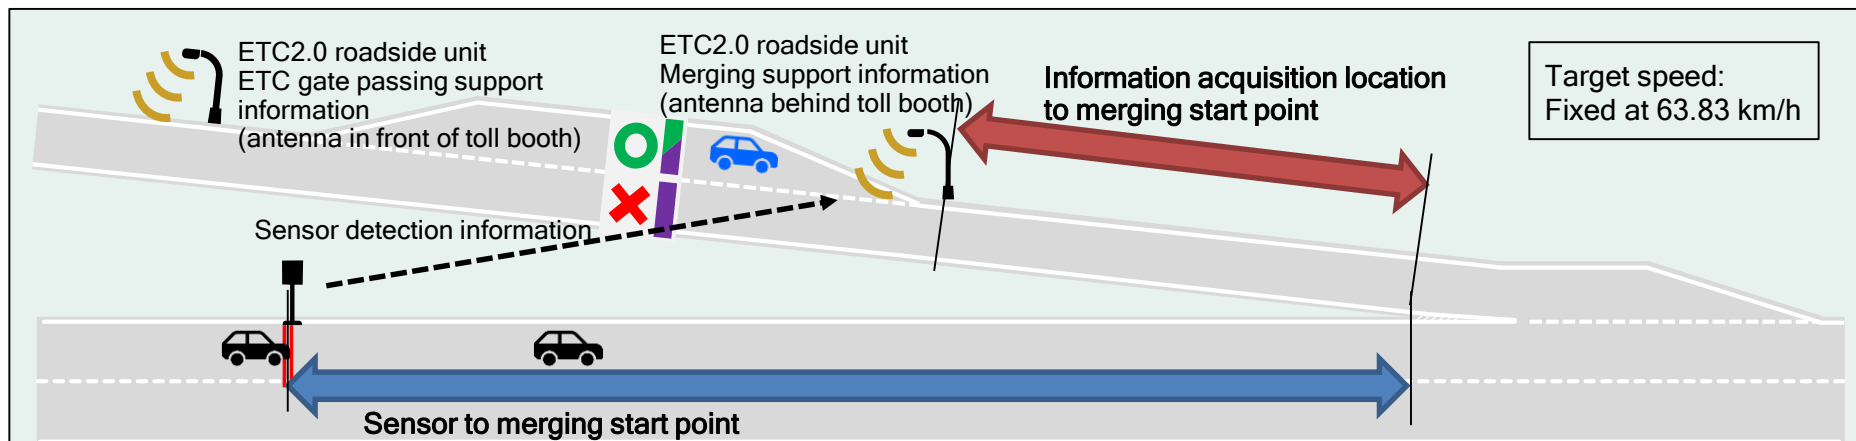 ETC2.0 roadside unit
ETC gate passing support
information
(antenna in front of toll booth)
ETC2.0 roadside unit
Merging support information
(antenna behind toll booth)
Information acquisition location
to merging start point
Target speed:
Fixed at 63.83 km/h
Sensor detection information
Sensor to merging start point